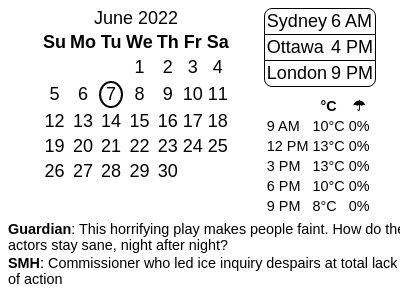 June 2022
Su Mo Tu We Th Fr Sa
1 2 3 4
5 6 7 8 9 10 11
12 13 14 15 16 17 18
19 20 21 22 23 24 25
26 27 28 29 30
Sydney 6 AM
Ottawa 4 PM
London 9 PM
°C ☂
9 AM 10°C 0%
12 PM 13°C 0%
3 PM 13°C 0%
6 PM 10°C 0%
9 PM 8°C 0%
Guardian: This horrifying play makes people faint. How do the
actors stay sane, night after night?
SMH: Commissioner who led ice inquiry despairs at total lack
of action